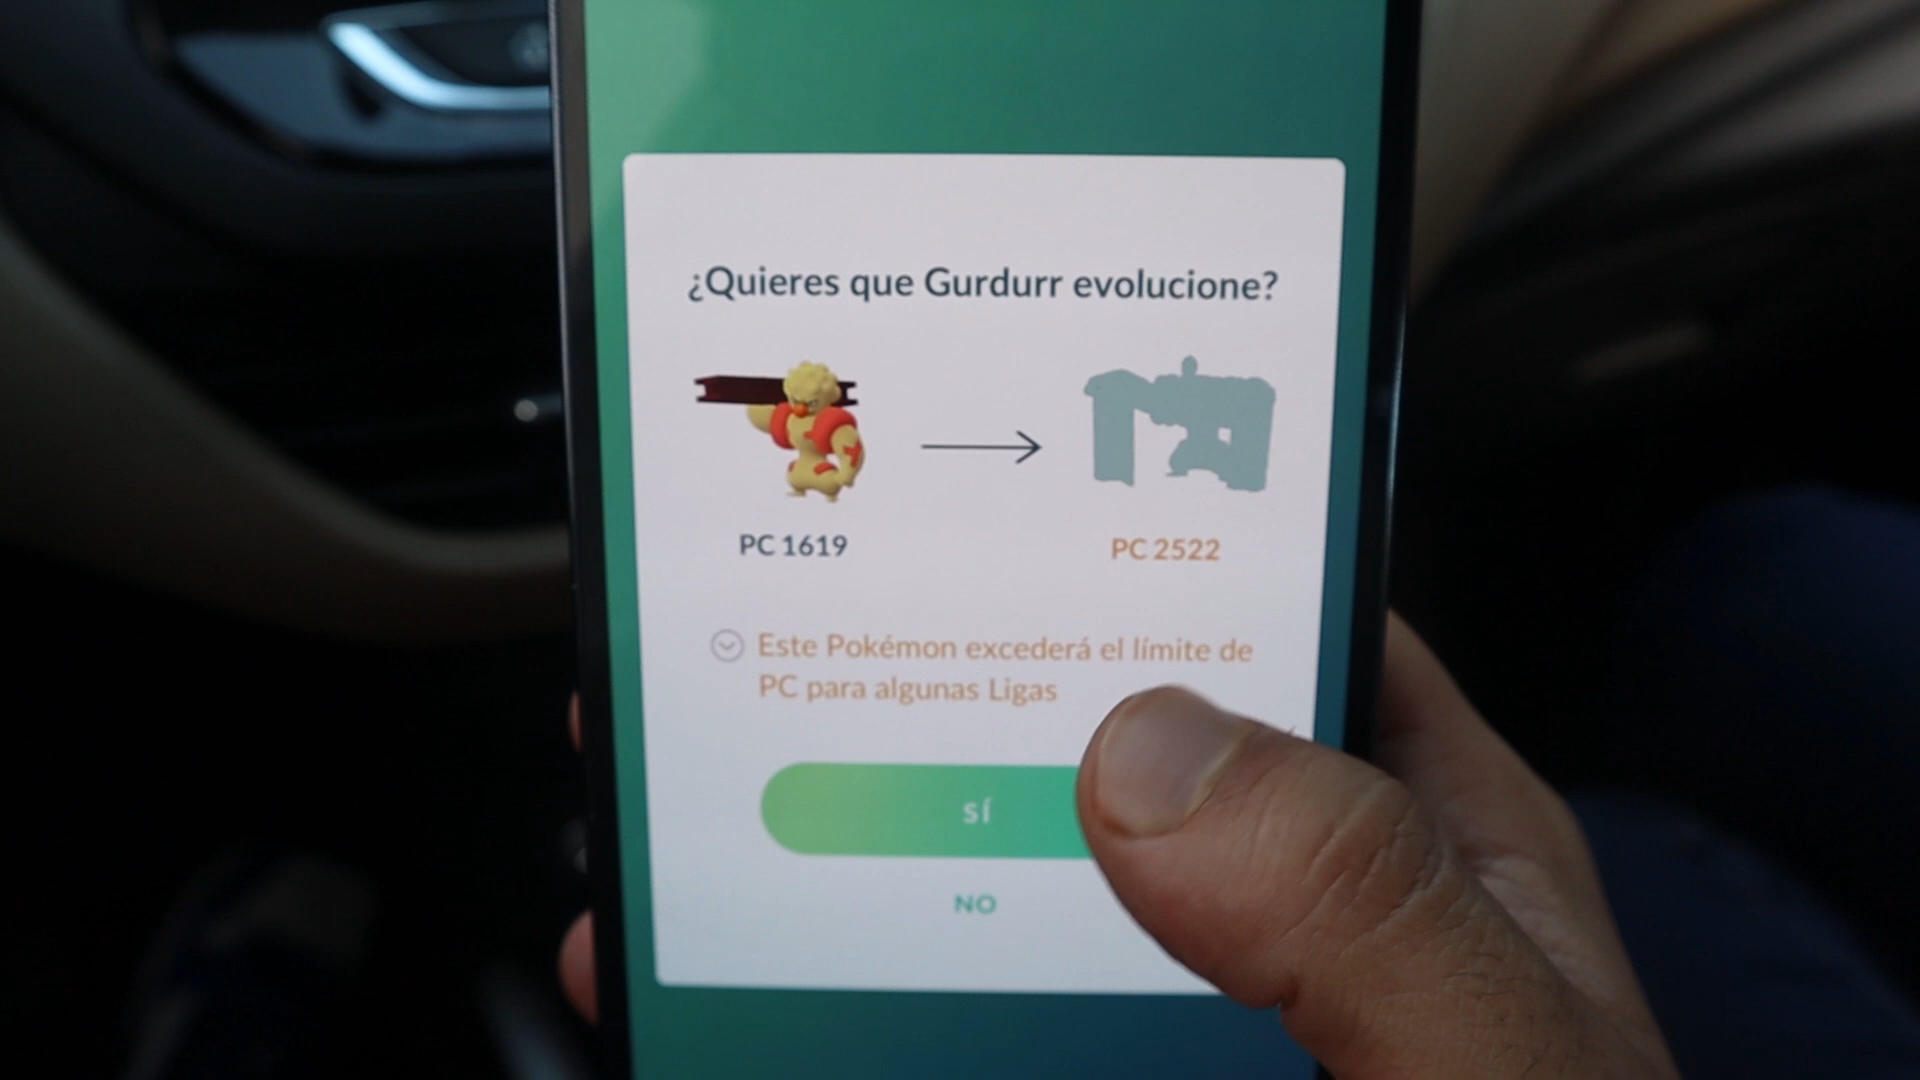 ¿Quieres que Gurdurr evolucione?
PC 1619
PC 2522
Este Pokémon excederá el límite de
PC para algunas Ligas
SÍ
NO